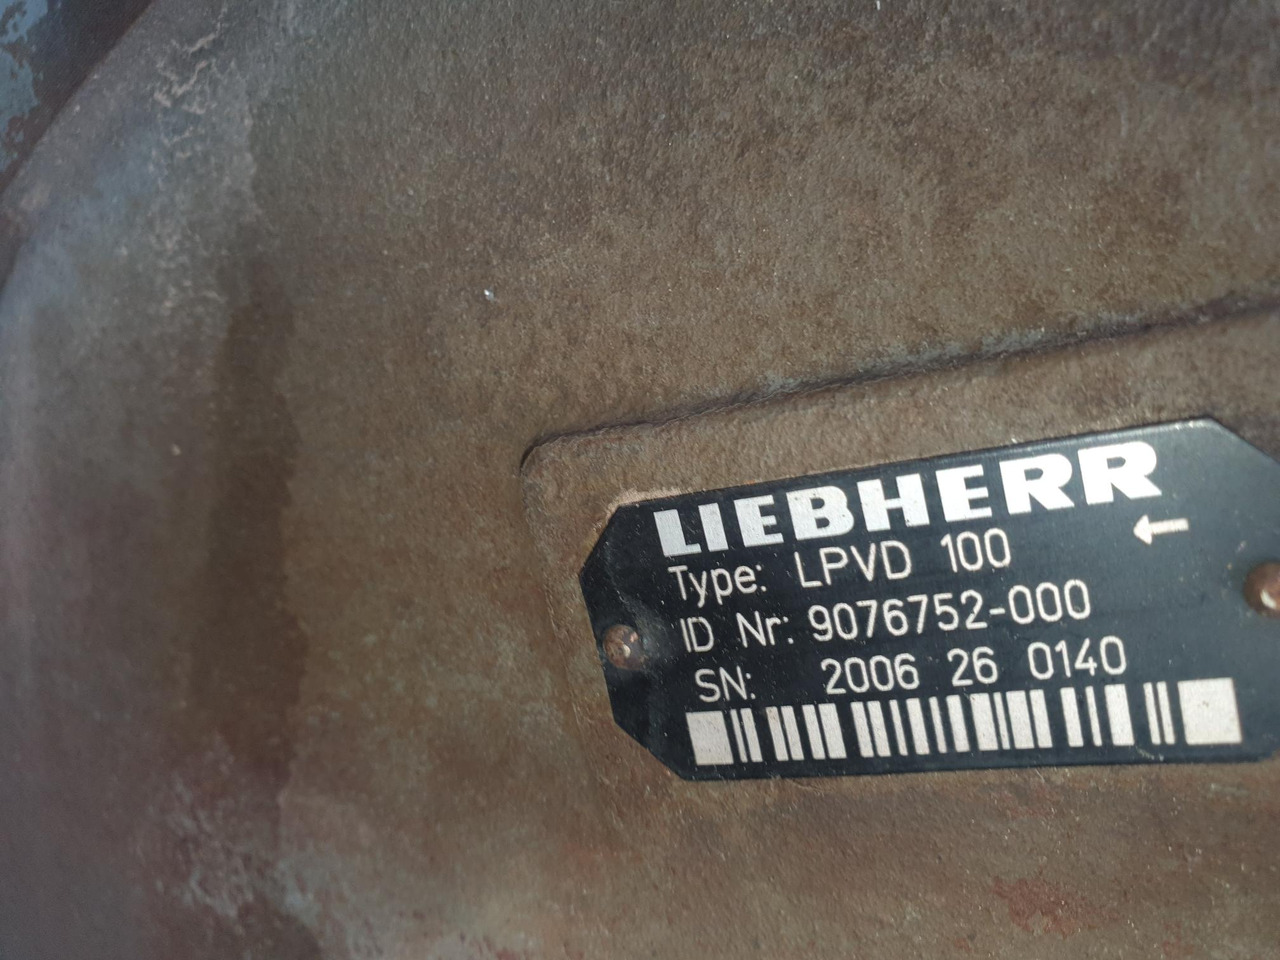 LIEBHERR
Type: LPVD 100
ID Nr: 9076752-000
SN: 2006 26 0140